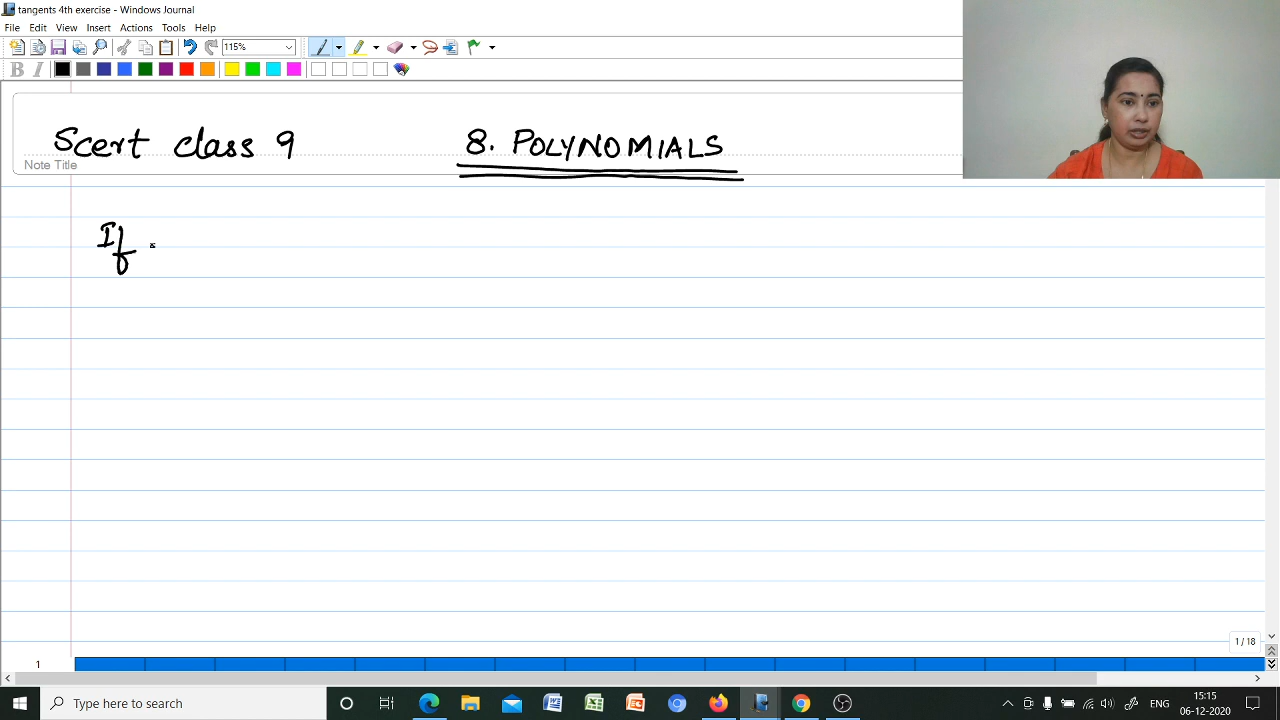 tangents 4th exercise - Windows Journal
File Edit View Insert Actions Tools Help
115%
B I
Scert class 9 8. POLYNOMIALS
Note Title
If
1 / 18
1
Type here to search
ENG
15:15
06-12-2020